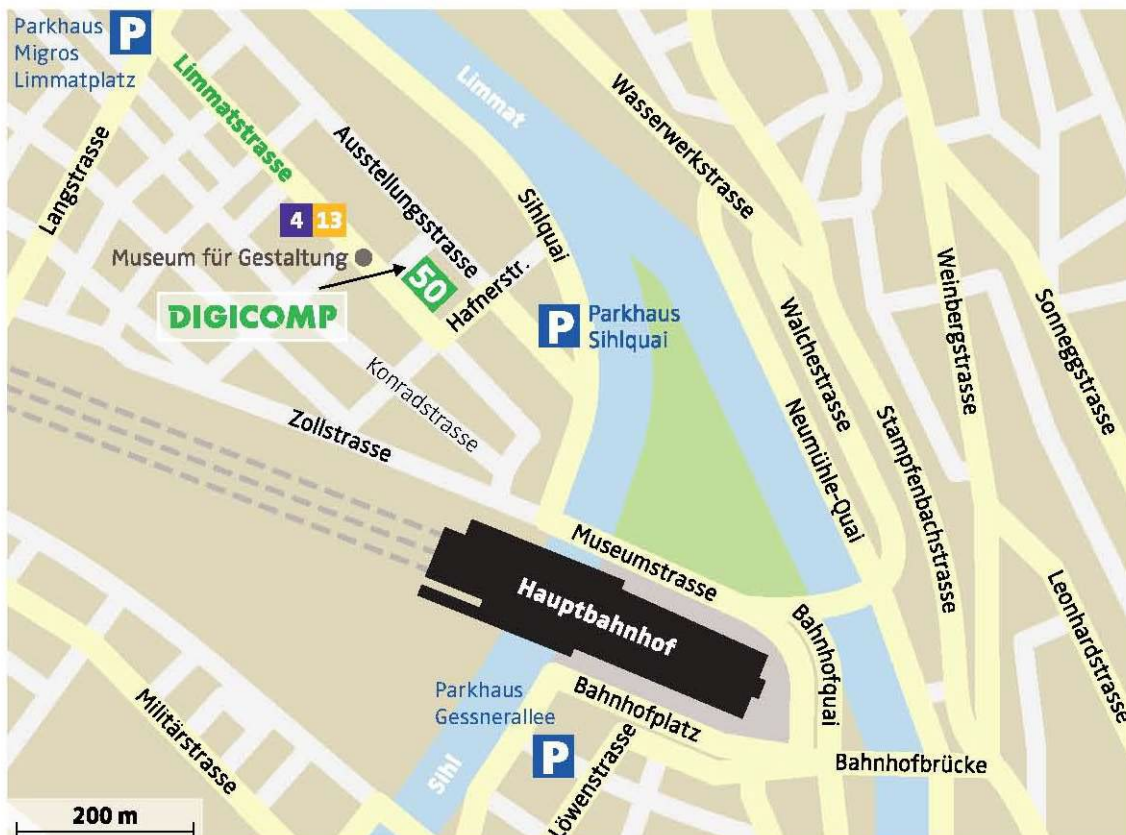 Parkhaus
Migros
Limmatplatz
P
Limmatstrasse
Limmat
Wasserwerkstrasse
Langstrasse
Ausstellungsstrasse
Sihlquai
4 13
Museum für Gestaltung
50
Hafnerstr.
DIGICOMP
P
Parkhaus
Sihlquai
Walchestrasse
Weinbergstrasse
Sonneggstrasse
Konradstrasse
Zollstrasse
Neumühle-Quai
Stampfenbachstrasse
Museumstrasse
Hauptbahnhof
Leonhardstrasse
Bahnhofquai
Parkhaus
Gessnerallee
P
Bahnhofplatz
Militärstrasse
Sihl
Löwenstrasse
Bahnhofbrücke
200 m